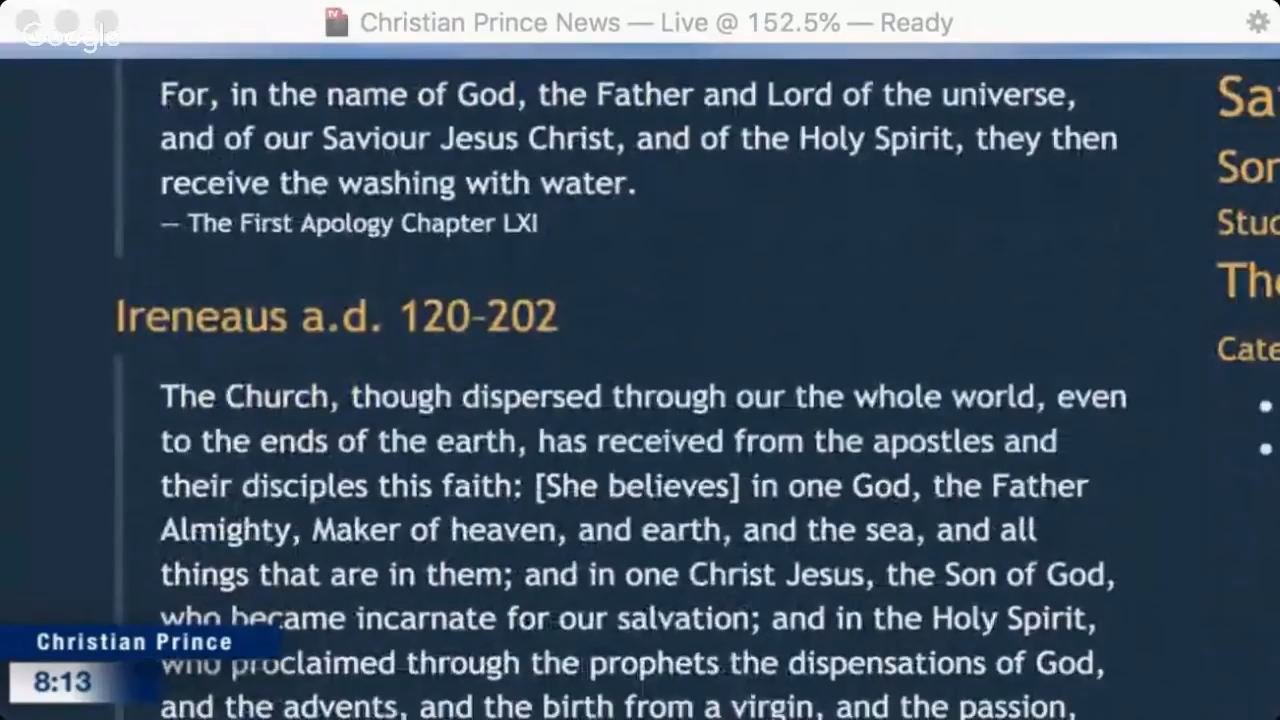 Christian Prince News — Live @ 152.5% — Ready
Google
For, in the name of God, the Father and Lord of the universe,
and of our Saviour Jesus Christ, and of the Holy Spirit, they then
receive the washing with water.
— The First Apology Chapter LXI
Ireneaus a.d. 120-202
The Church, though dispersed through our the whole world, even
to the ends of the earth, has received from the apostles and
their disciples this faith: [She believes] in one God, the Father
Almighty, Maker of heaven, and earth, and the sea, and all
things that are in them; and in one Christ Jesus, the Son of God,
who became incarnate for our salvation; and in the Holy Spirit,
who proclaimed through the prophets the dispensations of God,
and the advents, and the birth from a virgin, and the passion,
Sa
Son
Stud
The
Cate
Christian Prince
8:13